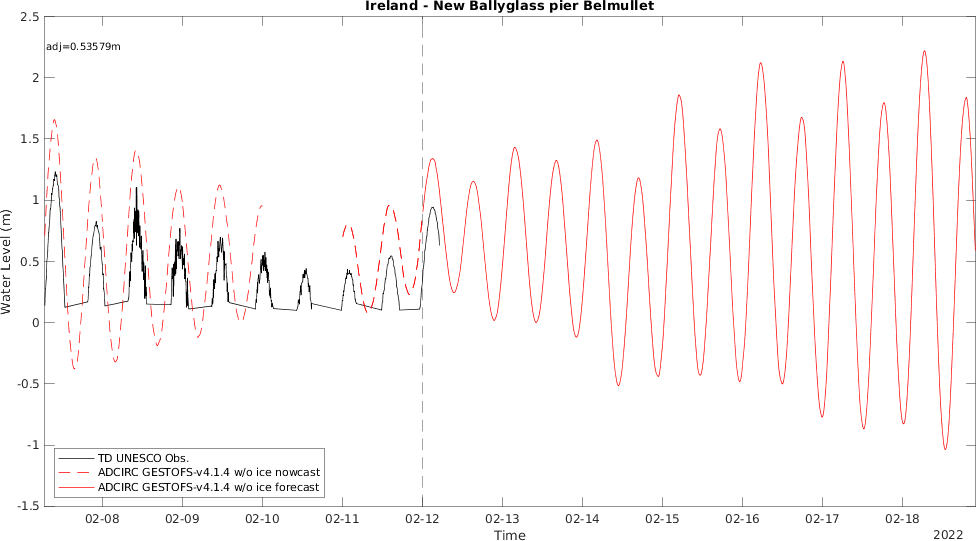 Ireland - New Ballyglass pier Belmullet
adj=0.53579m
2.5
2
1.5
1
0.5
0
-0.5
-1
-1.5
Water Level (m)
TD UNESCO Obs.
ADCIRC GESTOFS-v4.1.4 w/o ice nowcast
ADCIRC GESTOFS-v4.1.4 w/o ice forecast
02-08 02-09 02-10 02-11 02-12 02-13 02-14 02-15 02-16 02-17 02-18
Time
2022